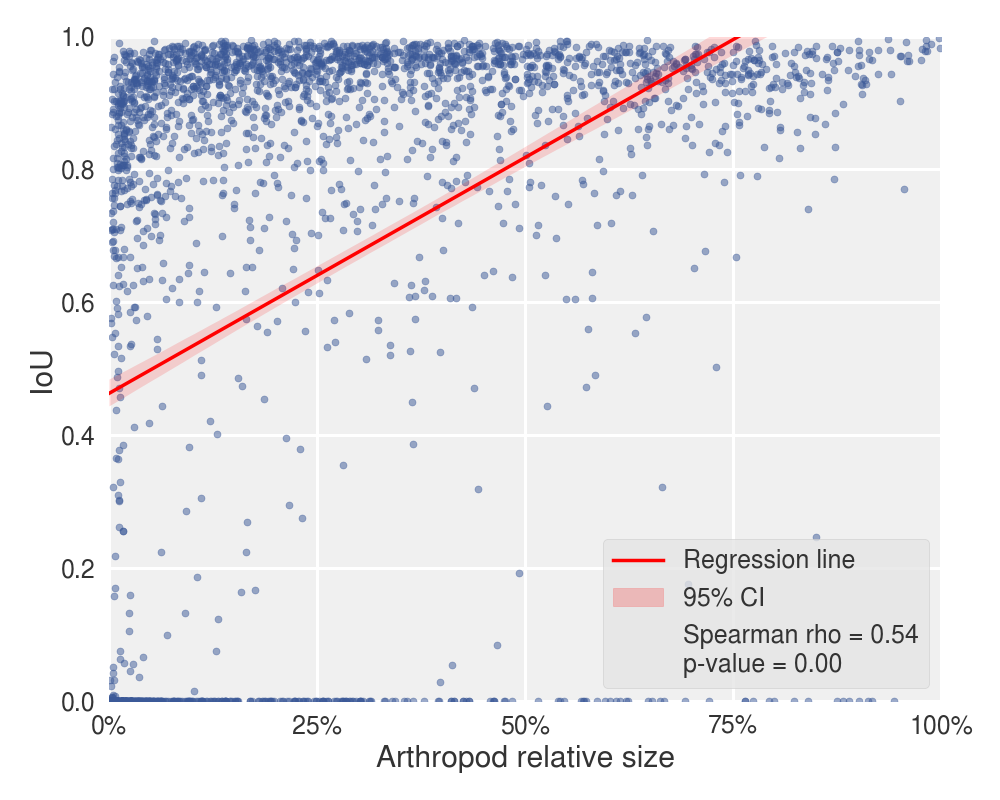 1.0
0.8
0.6
0.4
0.2
0.0
IoU
0%
25%
50%
75%
100%
Arthropod relative size
Regression line
95% CI
Spearman rho = 0.54
p-value = 0.00